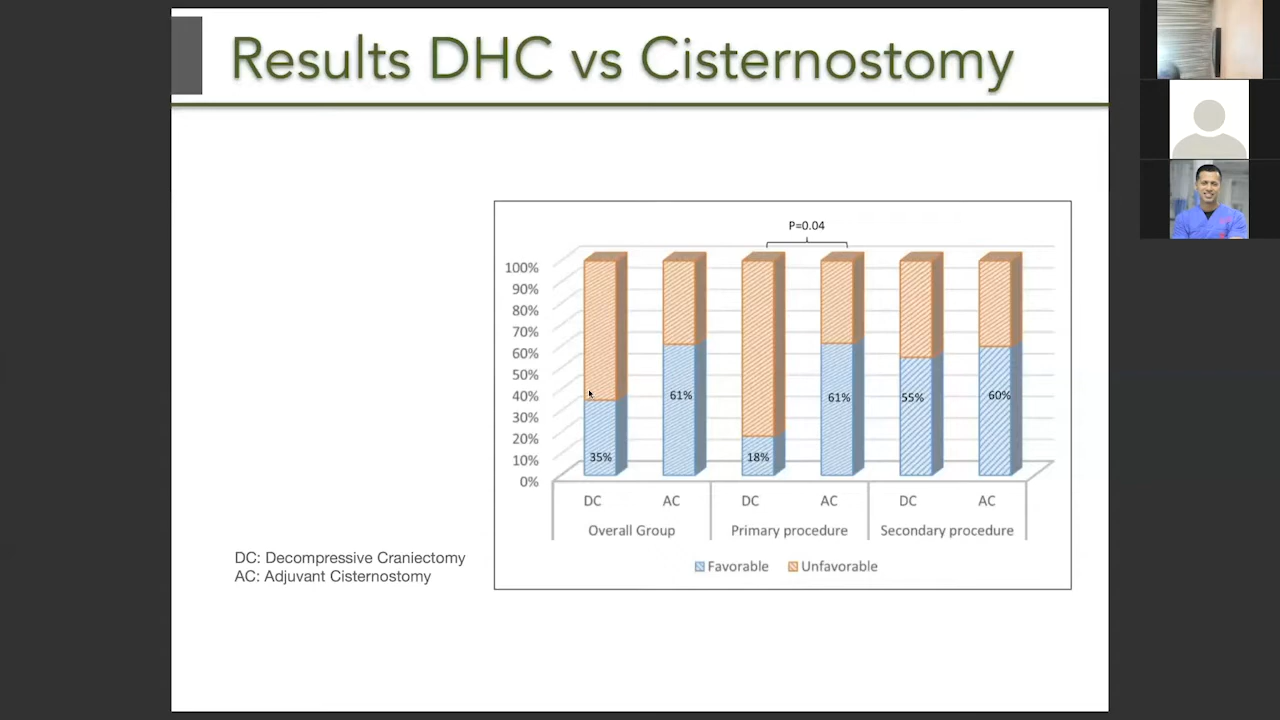 Results DHC vs Cisternostomy
P=0.04
100%
90%
80%
70%
60%
50%
40%
30%
20%
10%
0%
35%
61%
18%
61%
55%
60%
DC AC DC AC DC AC
Overall Group Primary procedure Secondary procedure
Favorable Unfavorable
DC: Decompressive Craniectomy
AC: Adjuvant Cisternostomy